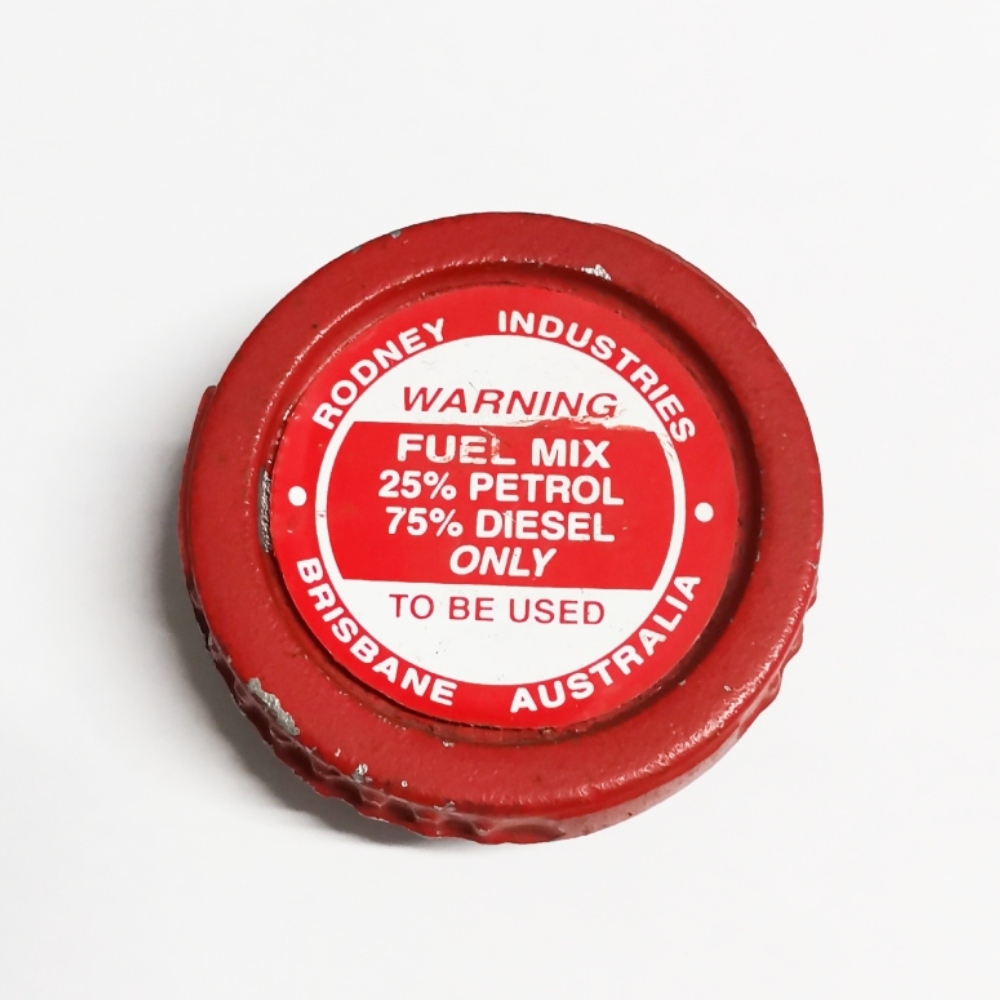 RODNEY INDUSTRIES
WARNING
FUEL MIX
25% PETROL
75% DIESEL
ONLY
TO BE USED
BRISBANE AUSTRALIA